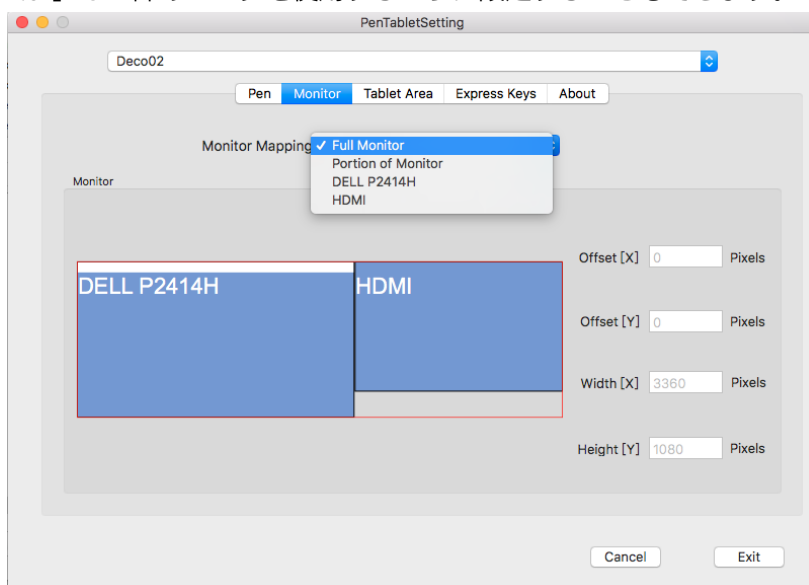 PenTabletSetting
Deco02
Pen Monitor Tablet Area Express Keys About
Monitor Mapping ✓ Full Monitor
Portion of Monitor
DELL P2414H
HDMI
Monitor
DELL P2414H HDMI
Offset [X] 0 Pixels
Offset [Y] 0 Pixels
Width [X] 3360 Pixels
Height [Y] 1080 Pixels
Cancel Exit